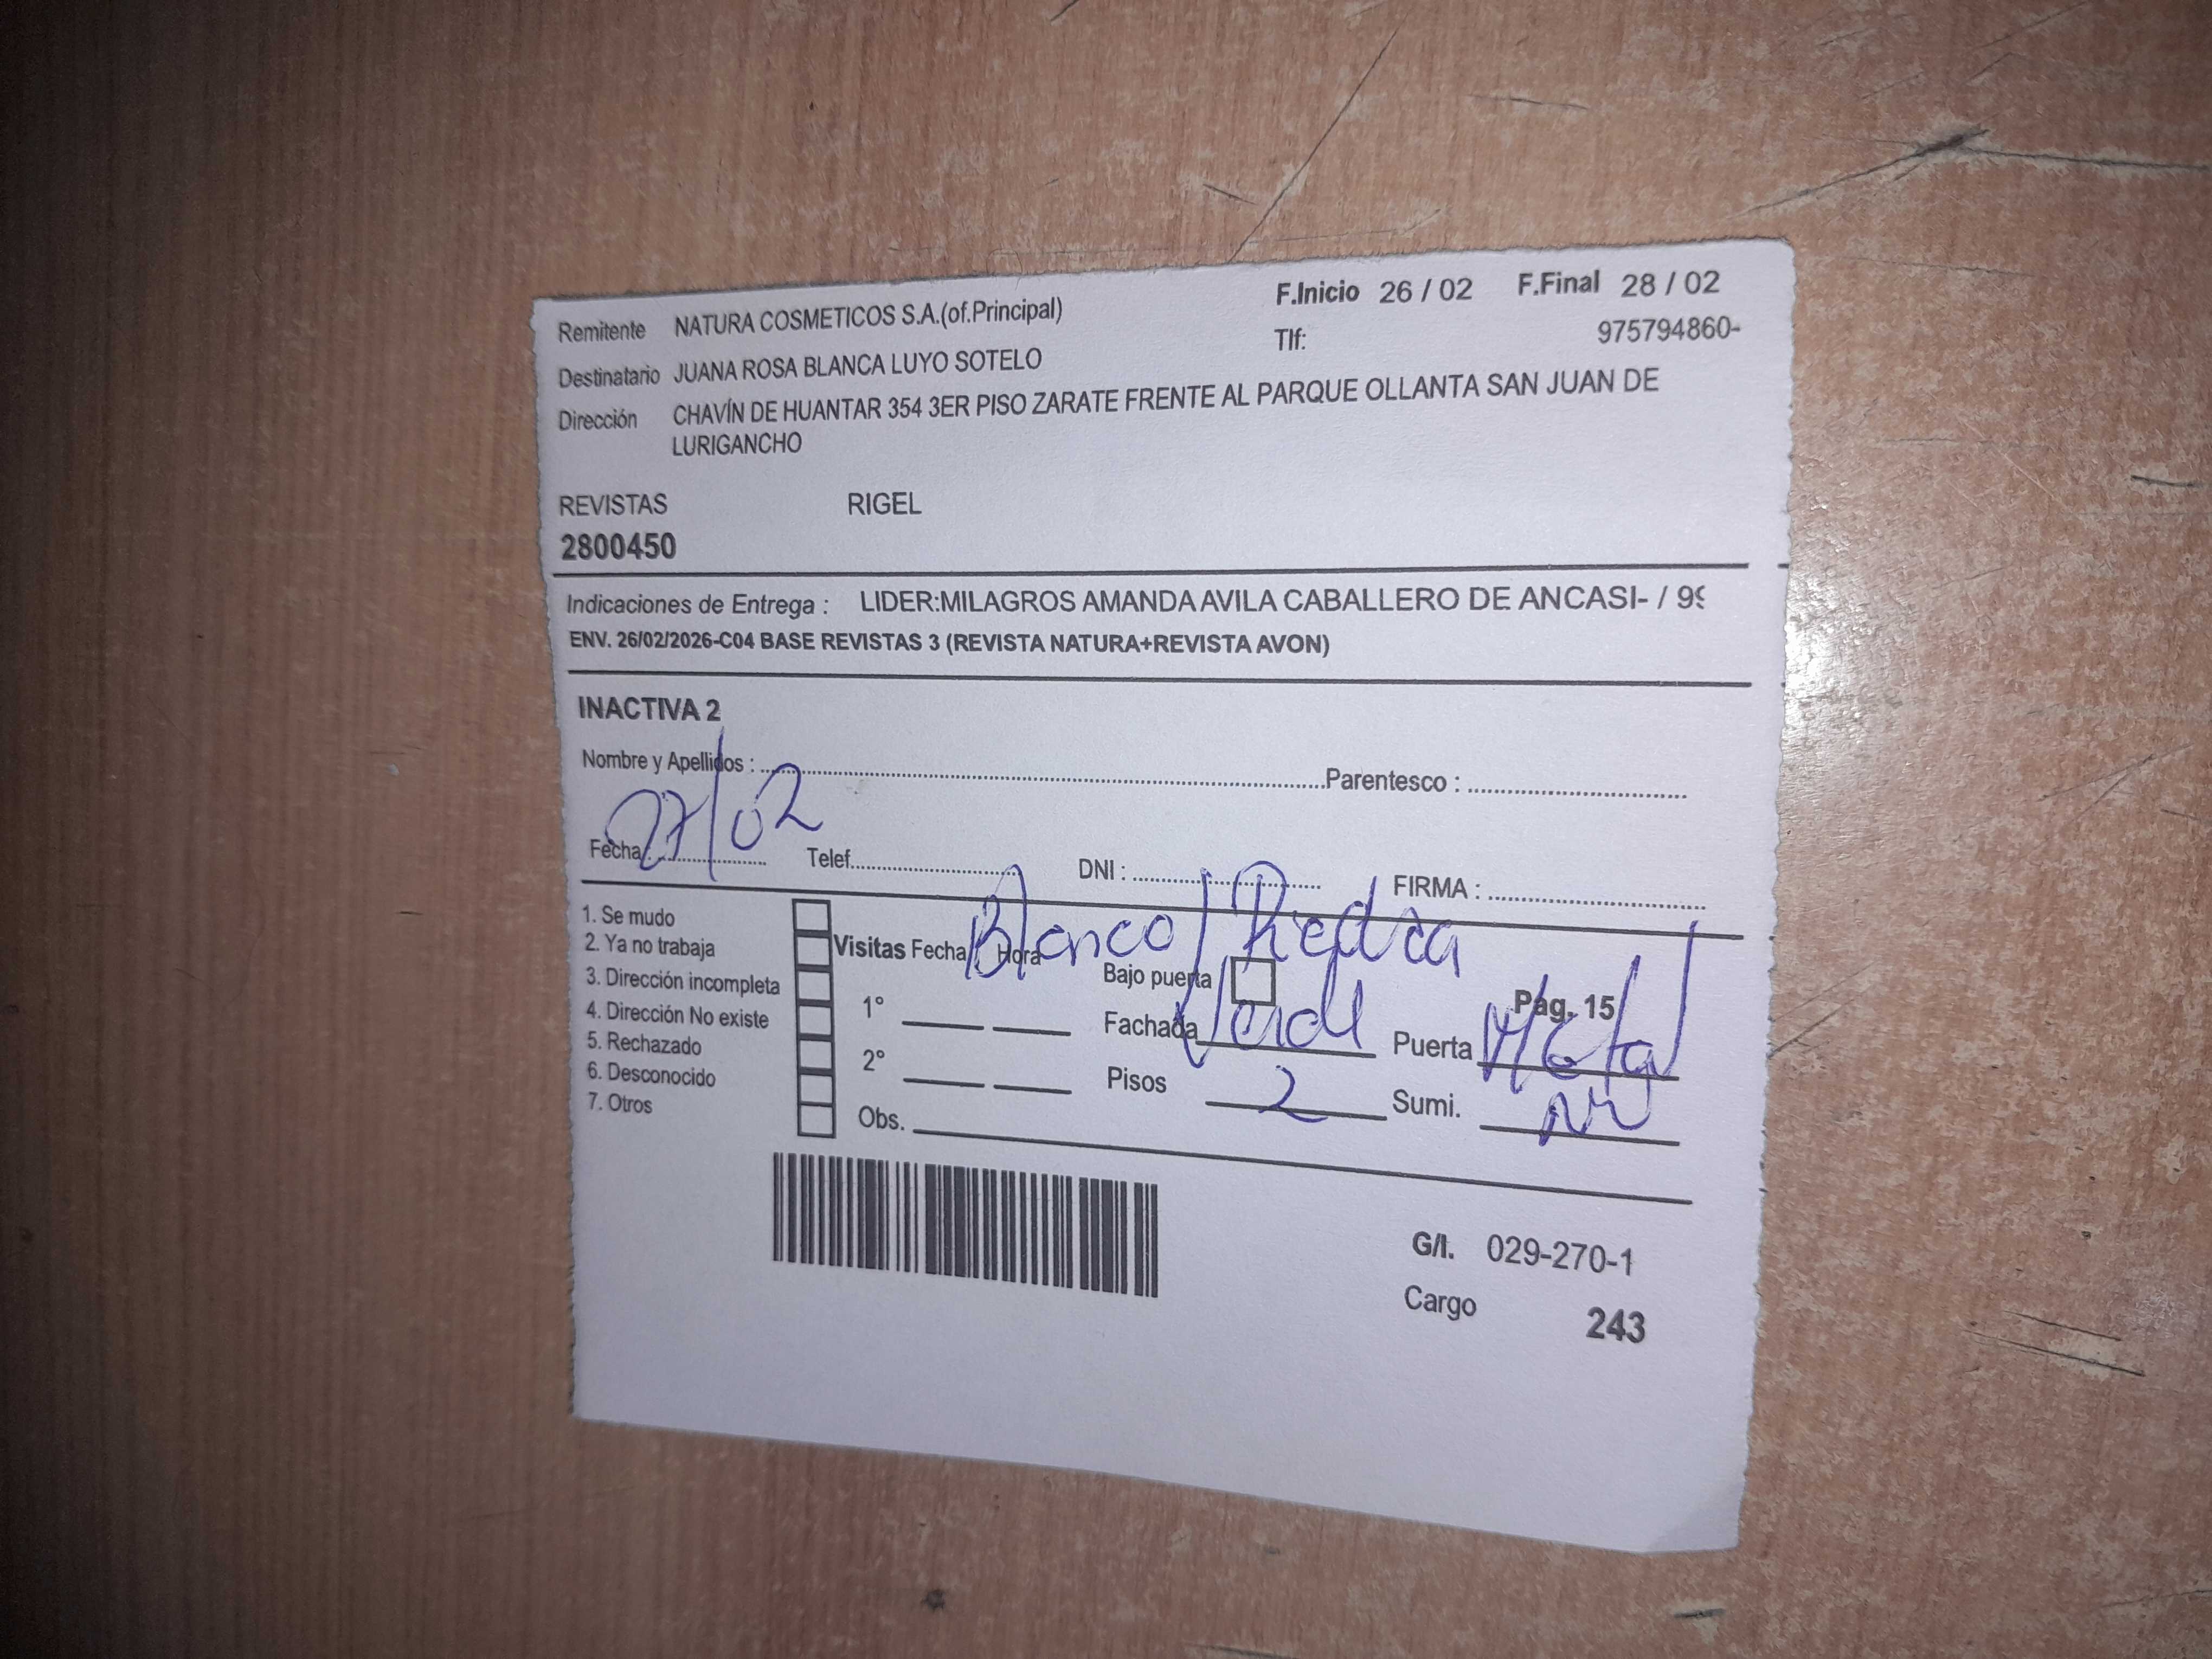 F.Inicio 26 / 02 F.Final 28 / 02
Remitente NATURA COSMETICOS S.A.(of.Principal)
Tlf: 975794860-
Destinatario JUANA ROSA BLANCA LUYO SOTELO
Dirección CHAVÍN DE HUANTAR 354 3ER PISO ZARATE FRENTE AL PARQUE OLLANTA SAN JUAN DE
LURIGANCHO
REVISTAS RIGEL
2800450
Indicaciones de Entrega : LIDER:MILAGROS AMANDA AVILA CABALLERO DE ANCASI- / 99
ENV. 26/02/2026-C04 BASE REVISTAS 3 (REVISTA NATURA+REVISTA AVON)
INACTIVA 2
Nombre y Apellidos : Parentesco :
Fecha: 27/02 Telef. DNI : FIRMA :
1. Se mudo
2. Ya no trabaja
3. Dirección incompleta
4. Dirección No existe
5. Rechazado
6. Desconocido
7. Otros
Visitas Fecha Hora
1°
2°
Obs.
Blanco/Piedra
Bajo puerta
Pag. 15
Fachada Verde Puerta Metal
Pisos 2 Sumi.
G/I. 029-270-1
Cargo 243